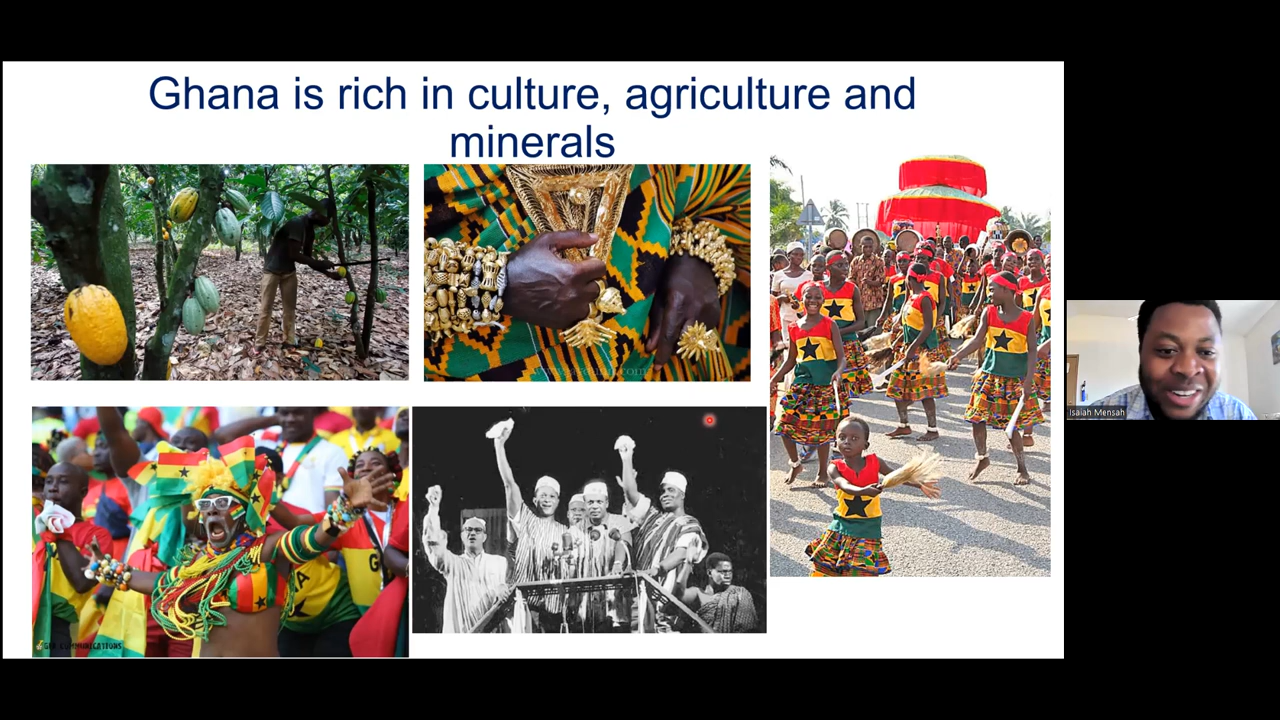 Ghana is rich in culture, agriculture and
minerals
Isaiah Mensah